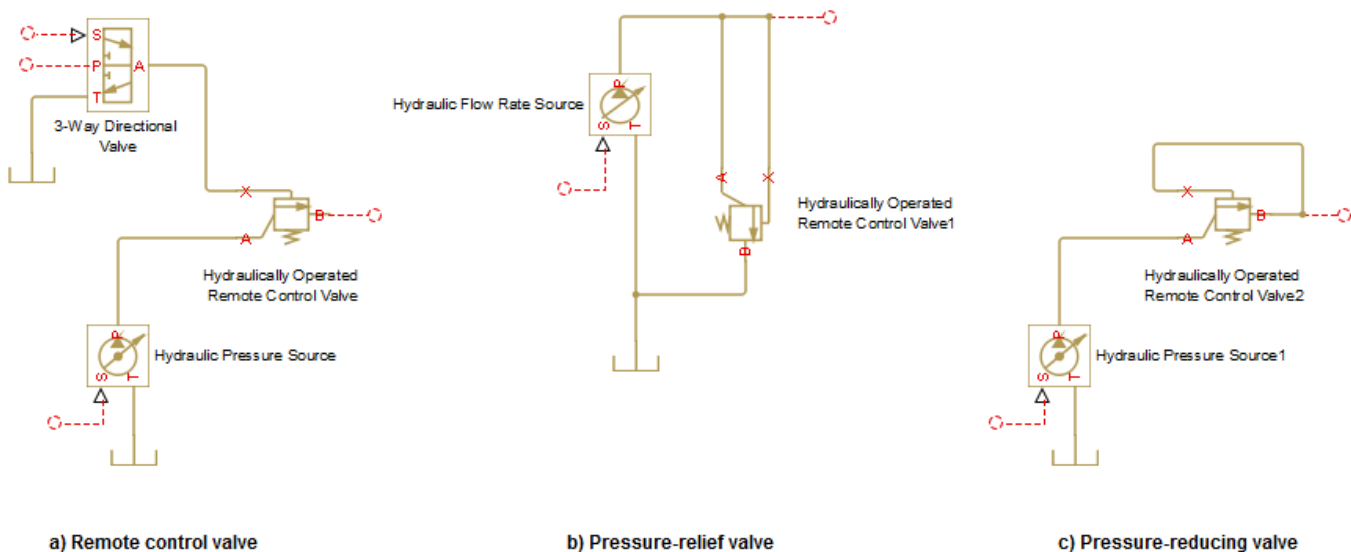 S
P
A
T
3-Way Directional
Valve
X
B
A
Hydraulically Operated
Remote Control Valve
P
Hydraulic Pressure Source
S
T
a) Remote control valve
P
Hydraulic Flow Rate Source
S
T
A
X
Hydraulically Operated
Remote Control Valve1
B
b) Pressure-relief valve
X
B
A
Hydraulically Operated
Remote Control Valve2
P
Hydraulic Pressure Source1
S
T
c) Pressure-reducing valve